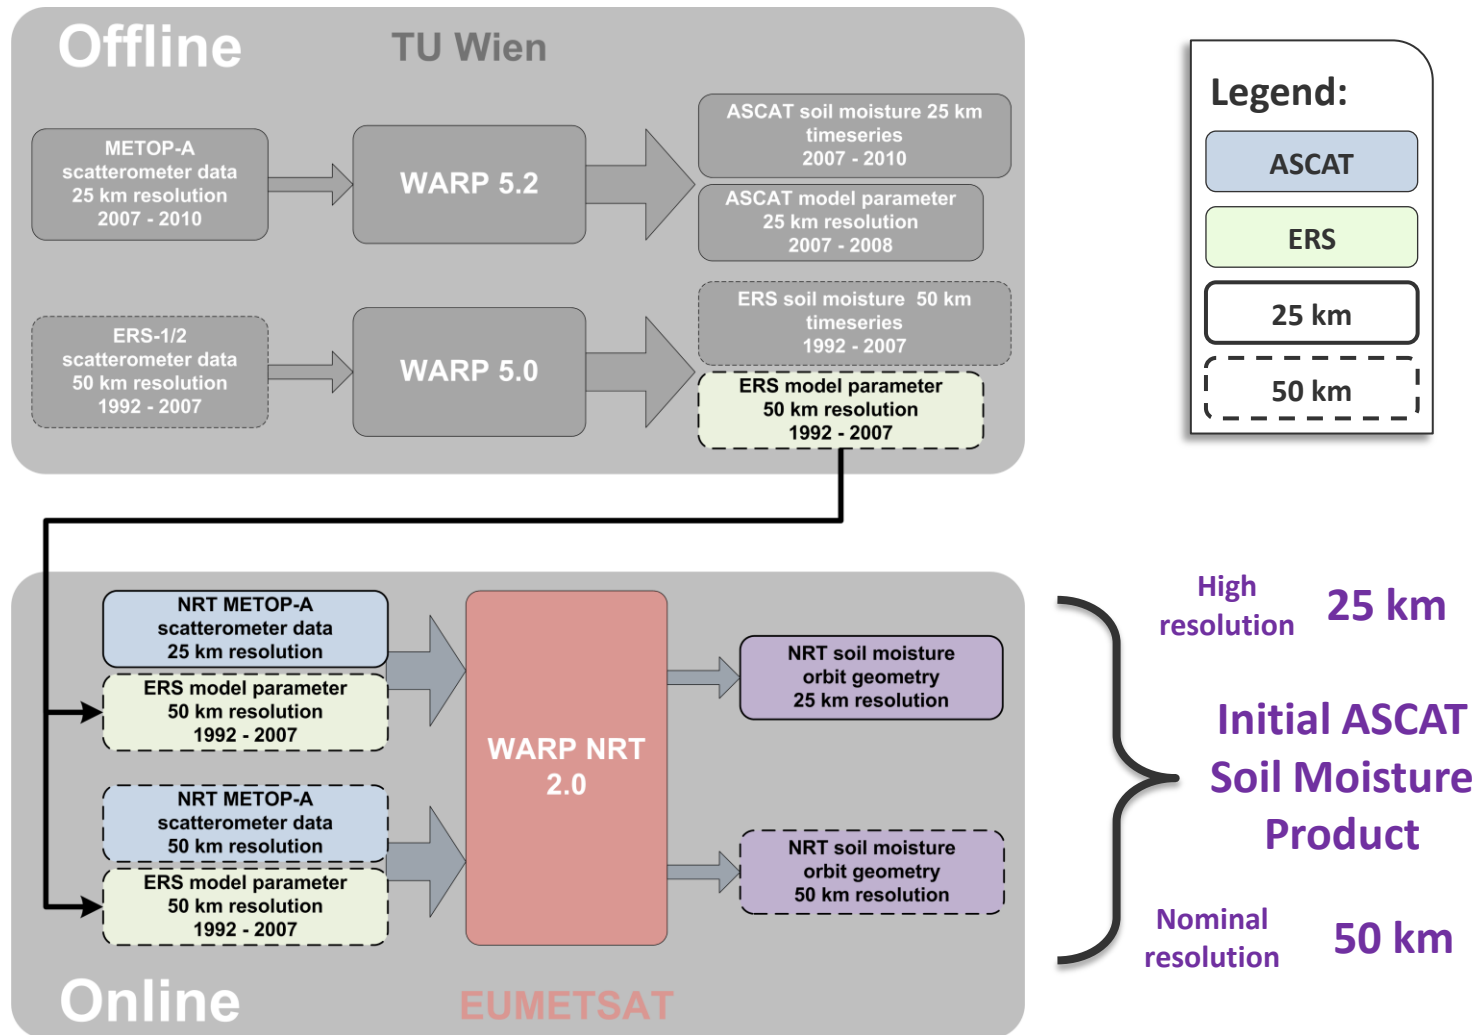 Offline
TU Wien
METOP-A
scatterometer data
25 km resolution
2007 - 2010
WARP 5.2
ASCAT soil moisture 25 km
timeseries
2007 - 2010
ASCAT model parameter
25 km resolution
2007 - 2008
ERS-1/2
scatterometer data
50 km resolution
1992 - 2007
WARP 5.0
ERS soil moisture 50 km
timeseries
1992 - 2007
ERS model parameter
50 km resolution
1992 - 2007
Legend:
ASCAT
ERS
25 km
50 km
NRT METOP-A
scatterometer data
25 km resolution
ERS model parameter
50 km resolution
1992 - 2007
NRT METOP-A
scatterometer data
50 km resolution
ERS model parameter
50 km resolution
1992 - 2007
WARP NRT
2.0
NRT soil moisture
orbit geometry
25 km resolution
NRT soil moisture
orbit geometry
50 km resolution
Online
EUMETSAT
High
resolution
25 km
Initial ASCAT
Soil Moisture
Product
Nominal
resolution
50 km